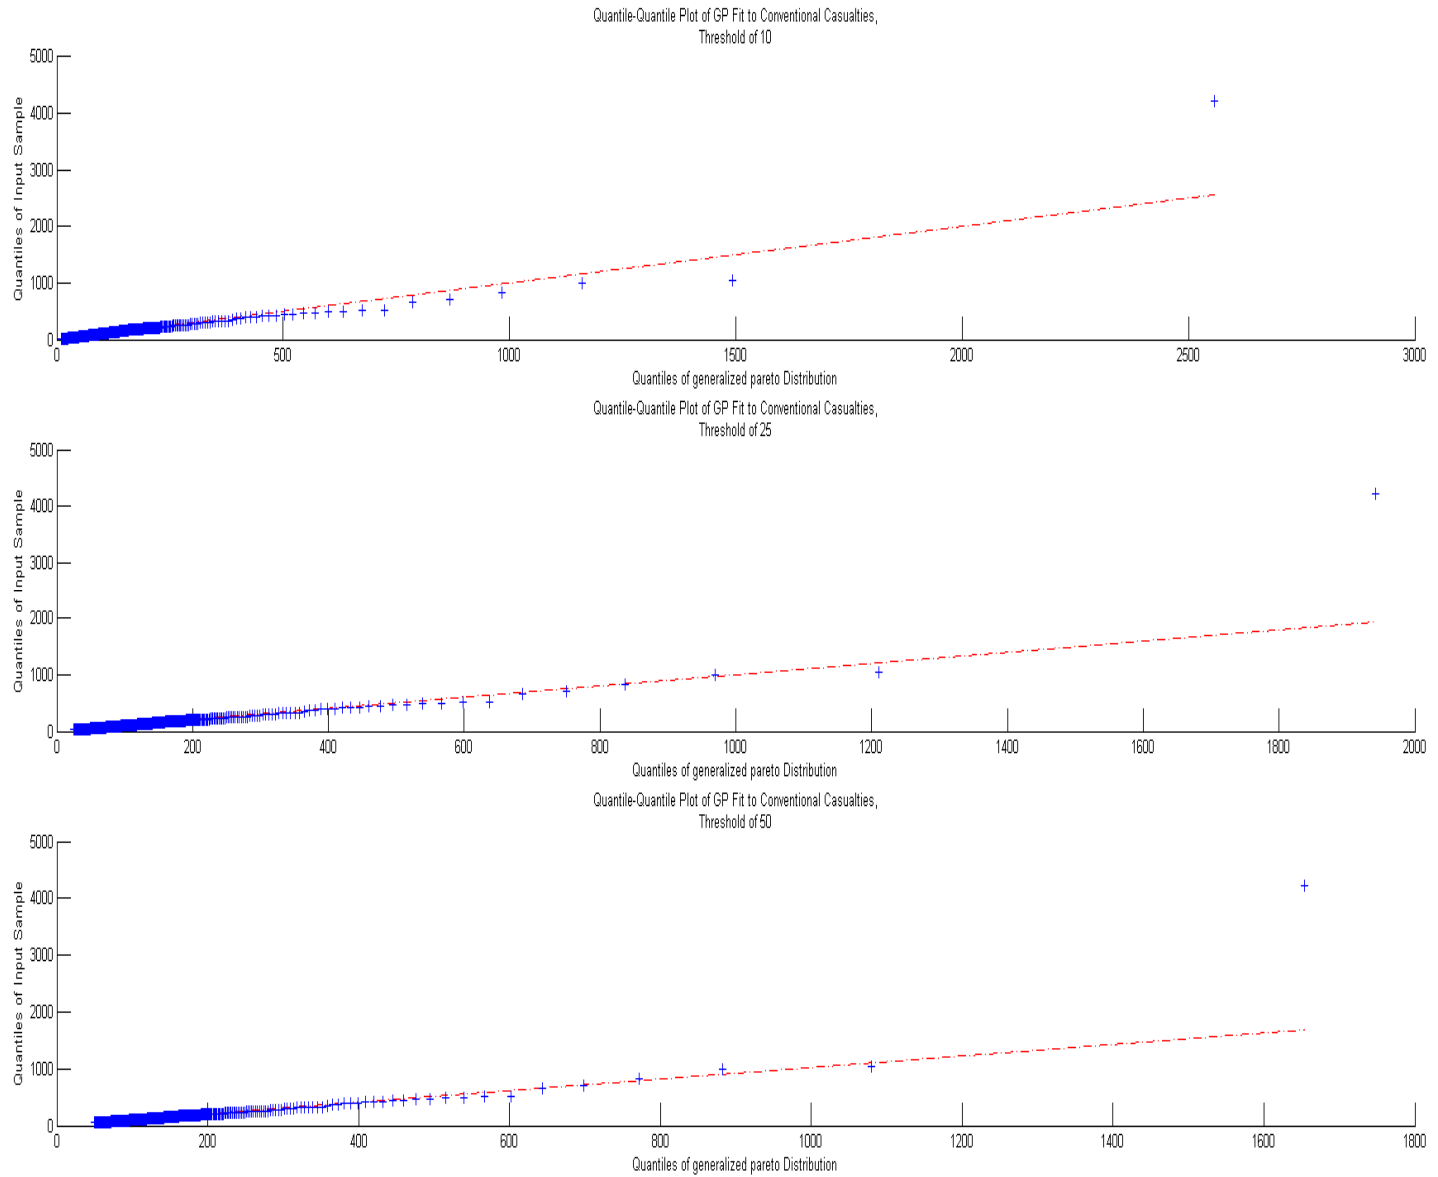 Quantile-Quantile Plot of GP Fit to Conventional Casualties,
Threshold of 10
5000
4000
3000
2000
1000
0
Quantiles of Input Sample
0 500 1000 1500 2000 2500 3000
Quantiles of generalized pareto Distribution
Quantile-Quantile Plot of GP Fit to Conventional Casualties,
Threshold of 25
5000
4000
3000
2000
1000
0
Quantiles of Input Sample
0 200 400 600 800 1000 1200 1400 1600 1800 2000
Quantiles of generalized pareto Distribution
Quantile-Quantile Plot of GP Fit to Conventional Casualties,
Threshold of 50
5000
4000
3000
2000
1000
0
Quantiles of Input Sample
0 200 400 600 800 1000 1200 1400 1600 1800
Quantiles of generalized pareto Distribution